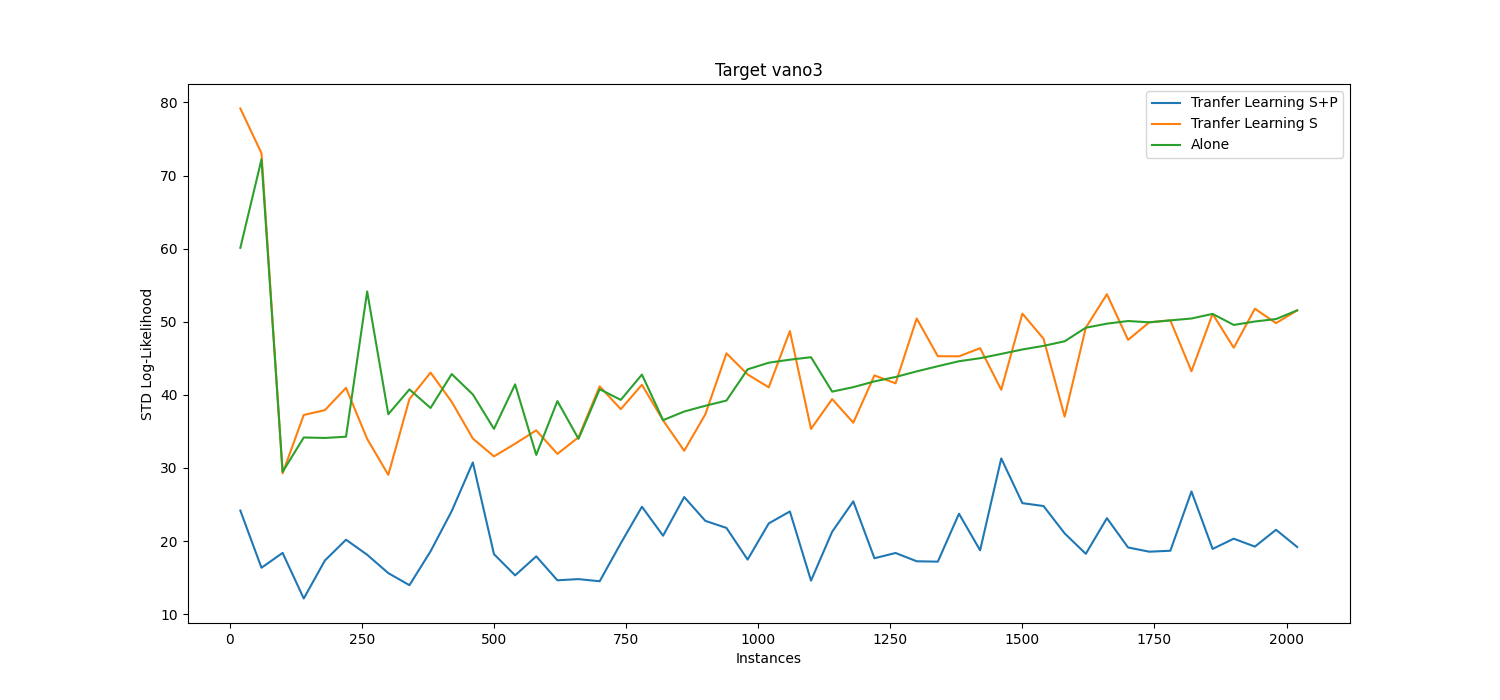 Target vano3
Tranfer Learning S+P
Tranfer Learning S
Alone
STD Log-Likelihood
80
70
60
50
40
30
20
10
0 250 500 750 1000 1250 1500 1750 2000
Instances